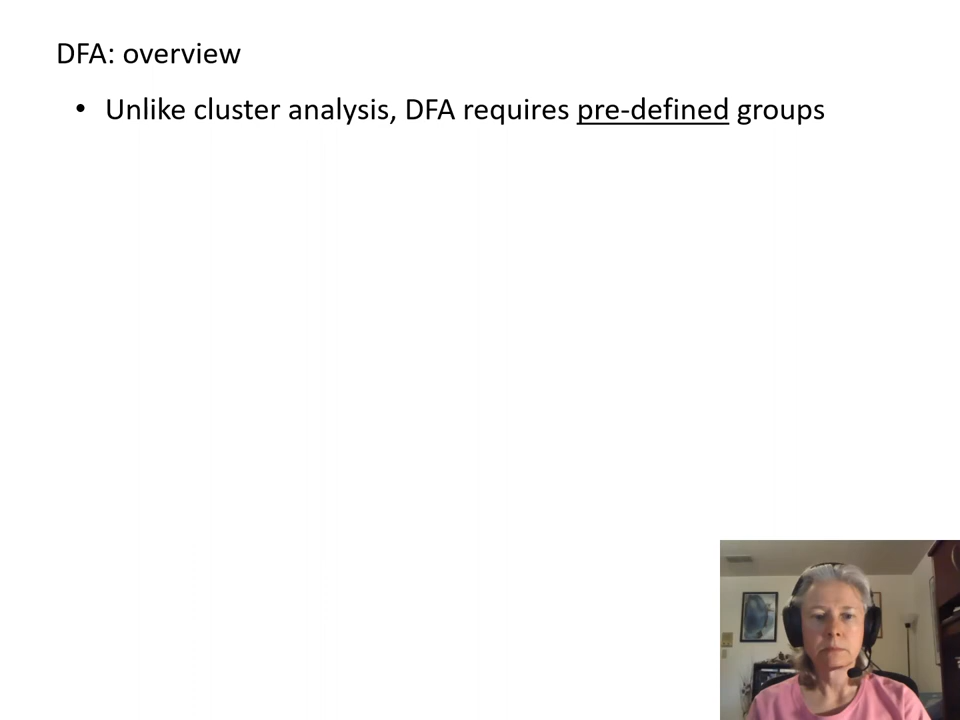 DFA: overview
• Unlike cluster analysis, DFA requires pre-defined groups